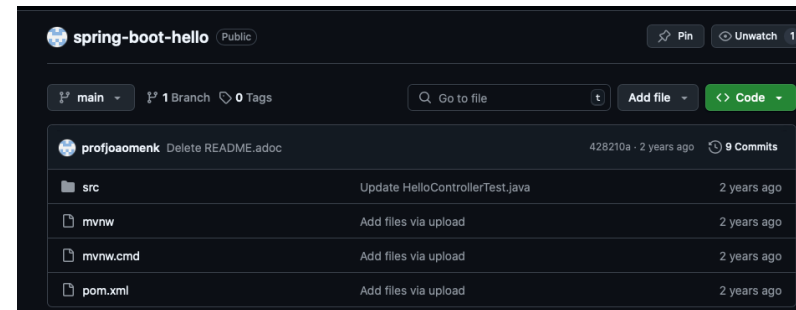 spring-boot-hello Public Pin Unwatch 1
main 1 Branch 0 Tags Go to file t Add file <> Code
profjoaomenk Delete README.adoc 428210a · 2 years ago 9 Commits
src Update HelloControllerTest.java 2 years ago
mvnw Add files via upload 2 years ago
mvnw.cmd Add files via upload 2 years ago
pom.xml Add files via upload 2 years ago